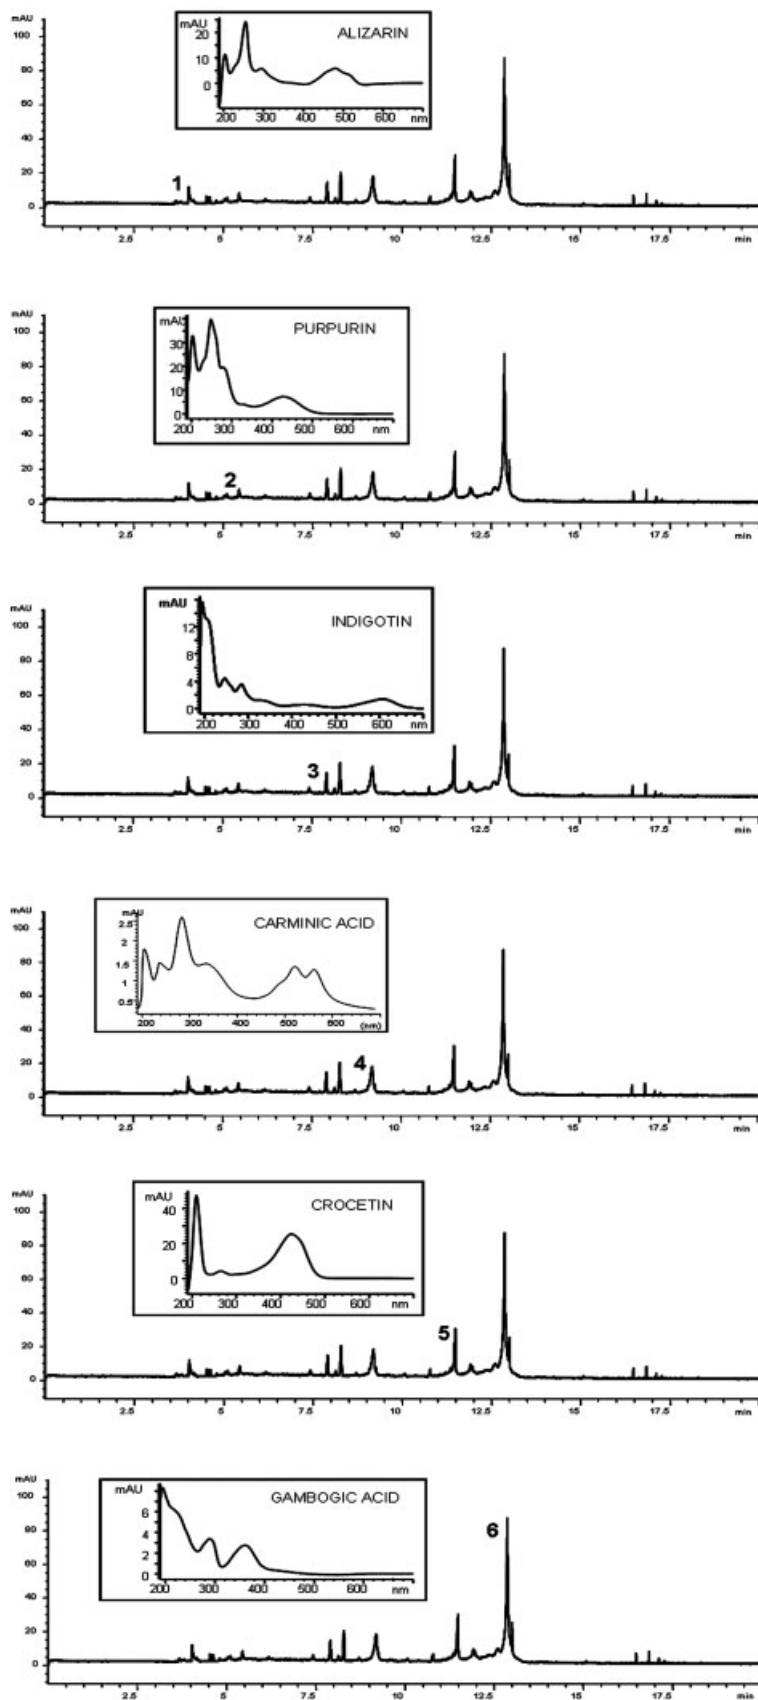 mAU
100
80
60
40
20
0
mAU
20
10
0
ALIZARIN
200 300 400 500 600 nm
1
2.5 5 7.5 10 12.5 15 17.5 min
mAU
100
80
60
40
20
0
mAU
30
20
10
0
PURPURIN
200 300 400 500 600 nm
2
2.5 5 7.5 10 12.5 15 17.5 min
mAU
100
80
60
40
20
0
mAU
12
8
4
0
INDIGOTIN
200 300 400 500 600 nm
3
2.5 5 7.5 10 12.5 15 17.5 min
mAU
100
80
60
40
20
0
mAU
2.5
2
1.5
1
0.5
CARMINIC ACID
200 300 400 500 600 (nm)
4
2.5 5 7.5 10 12.5 15 17.5 min
mAU
100
80
60
40
20
0
mAU
40
20
0
CROCETIN
200 300 400 500 600 nm
5
2.5 5 7.5 10 12.5 15 17.5 min
mAU
100
80
60
40
20
0
mAU
6
4
2
0
GAMBOGIC ACID
200 300 400 500 600 nm
6
2.5 5 7.5 10 12.5 15 17.5 min